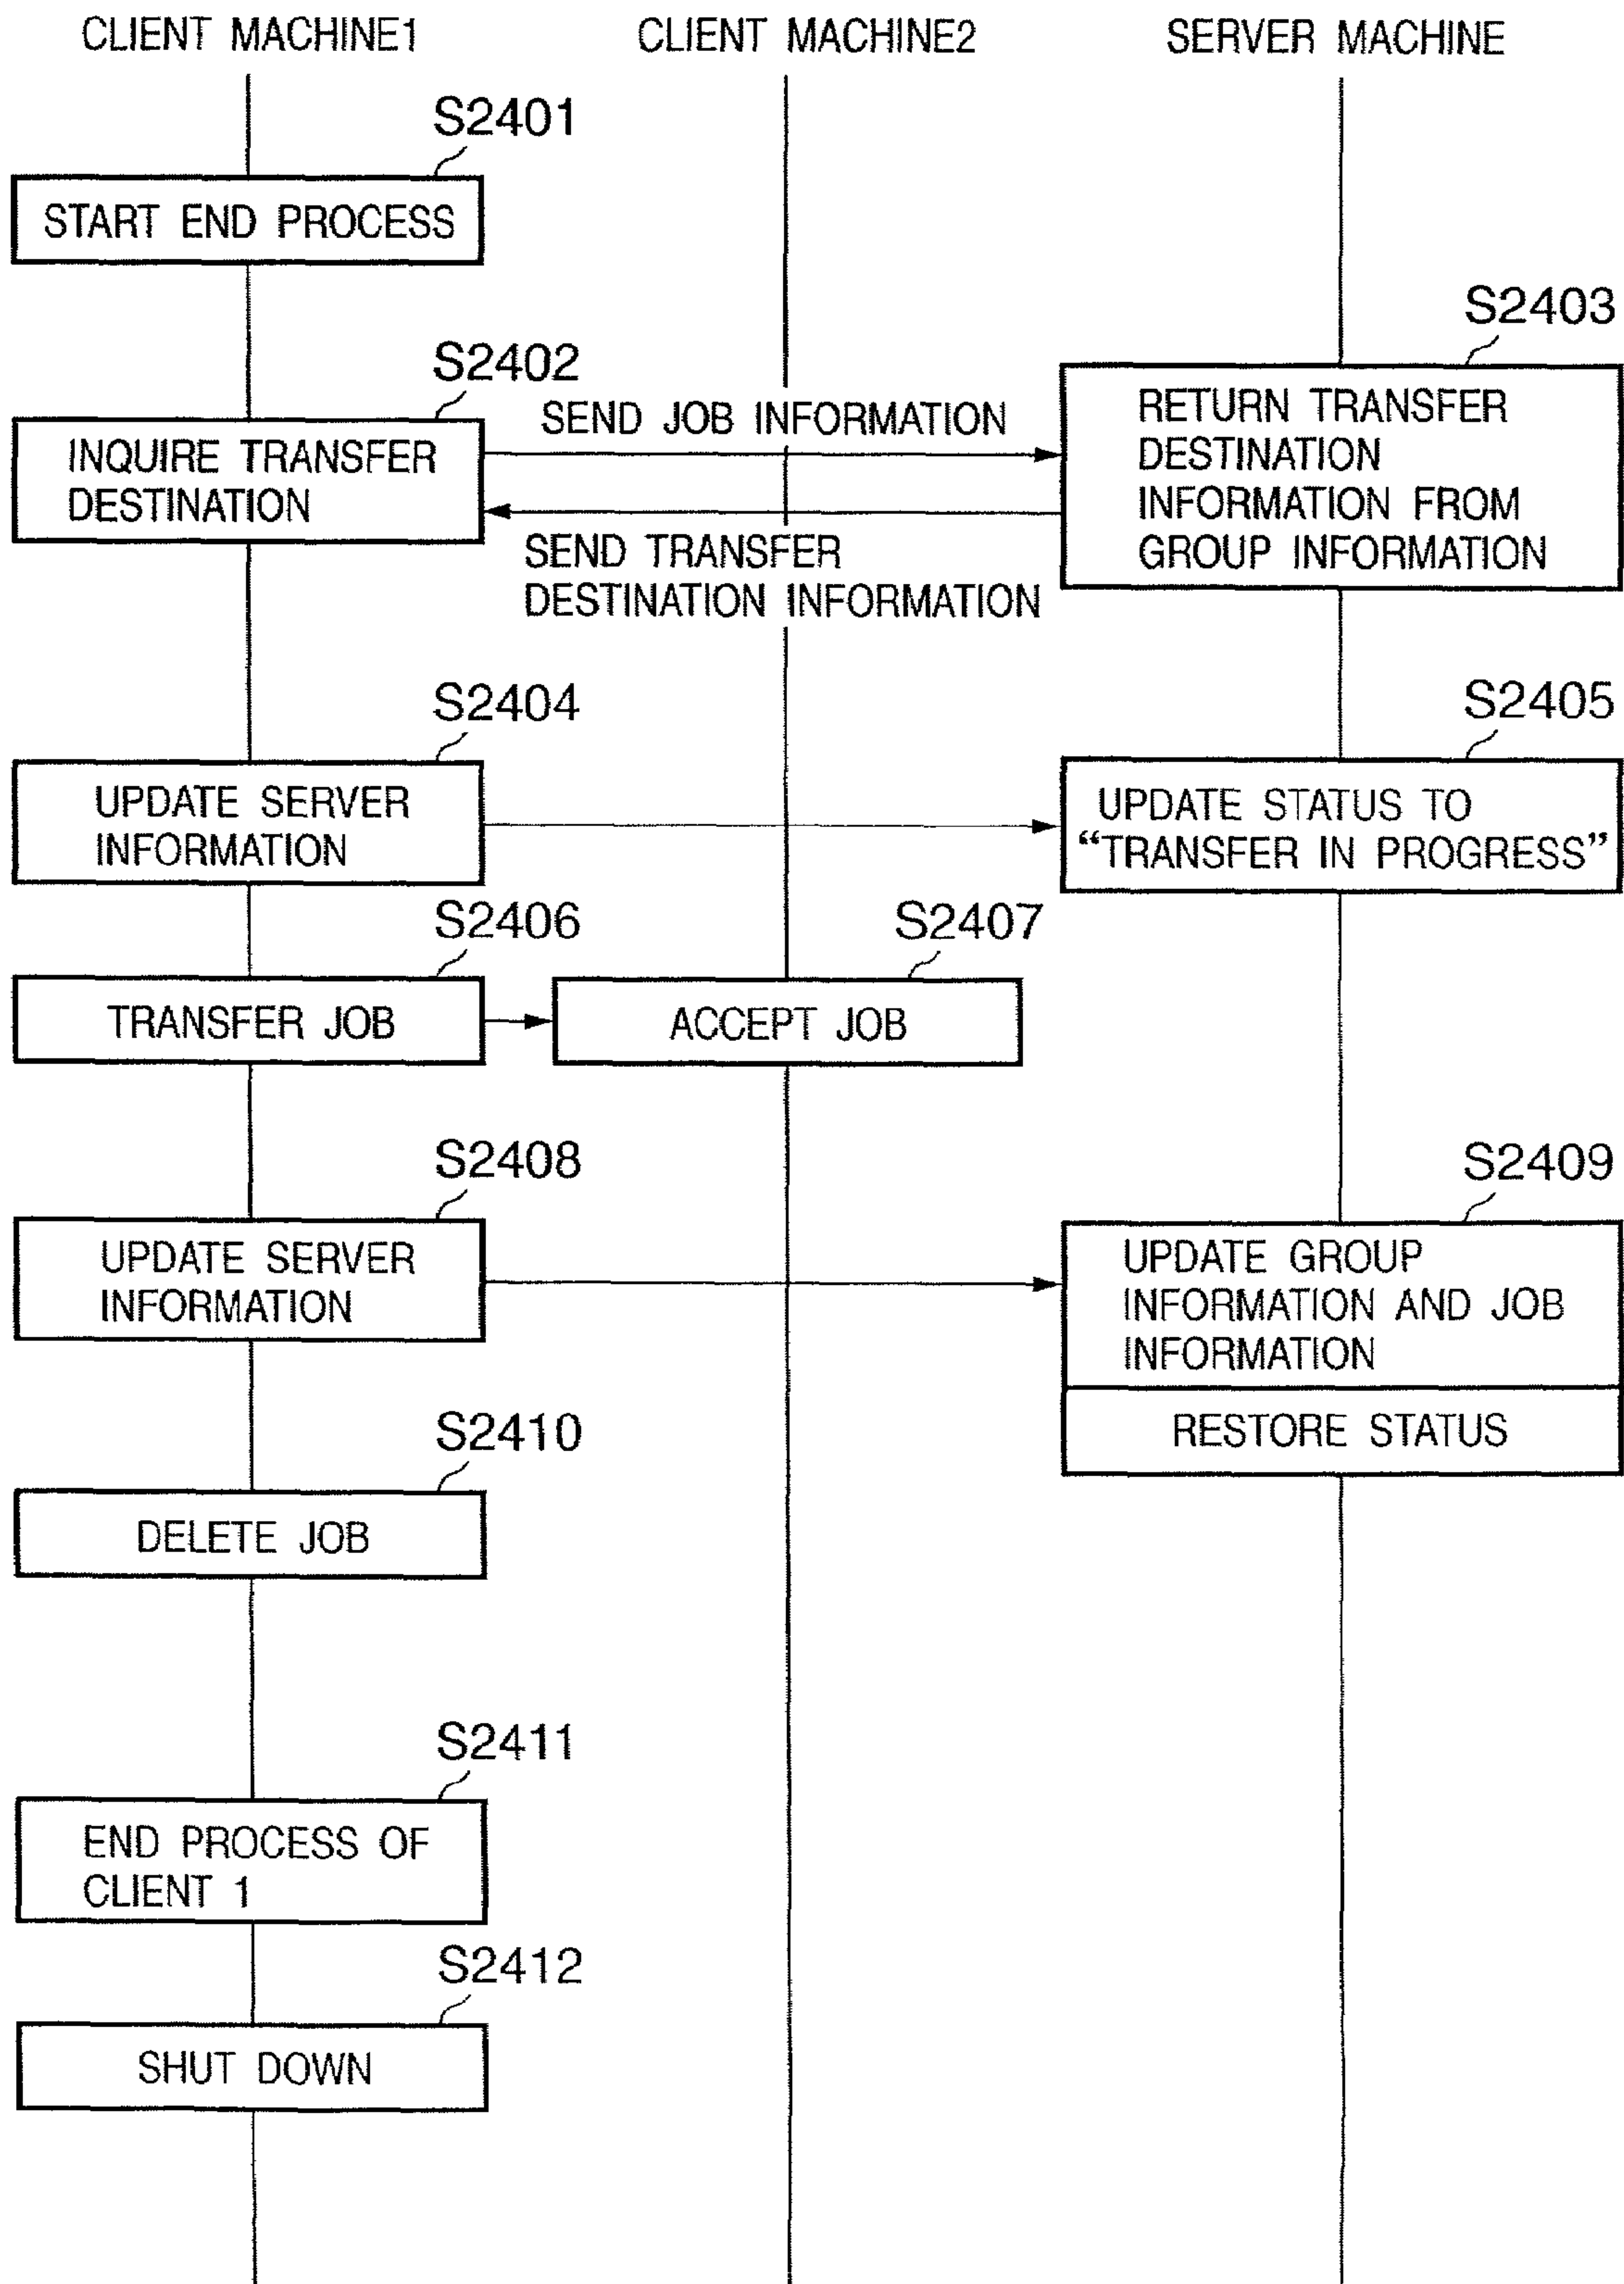 CLIENT MACHINE1
CLIENT MACHINE2
SERVER MACHINE
S2401
START END PROCESS
S2402
INQUIRE TRANSFER
DESTINATION
SEND JOB INFORMATION
SEND TRANSFER
DESTINATION INFORMATION
S2403
RETURN TRANSFER
DESTINATION
INFORMATION FROM
GROUP INFORMATION
S2404
UPDATE SERVER
INFORMATION
S2405
UPDATE STATUS TO
“TRANSFER IN PROGRESS”
S2406
TRANSFER JOB
S2407
ACCEPT JOB
S2408
UPDATE SERVER
INFORMATION
S2409
UPDATE GROUP
INFORMATION AND JOB
INFORMATION
RESTORE STATUS
S2410
DELETE JOB
S2411
END PROCESS OF
CLIENT 1
S2412
SHUT DOWN